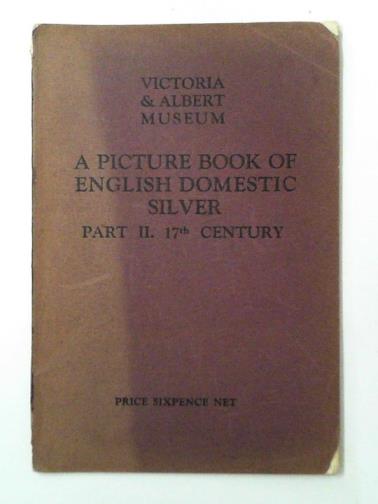 VICTORIA
& ALBERT
MUSEUM
A PICTURE BOOK OF
ENGLISH DOMESTIC
SILVER
PART II. 17th CENTURY
PRICE SIXPENCE NET